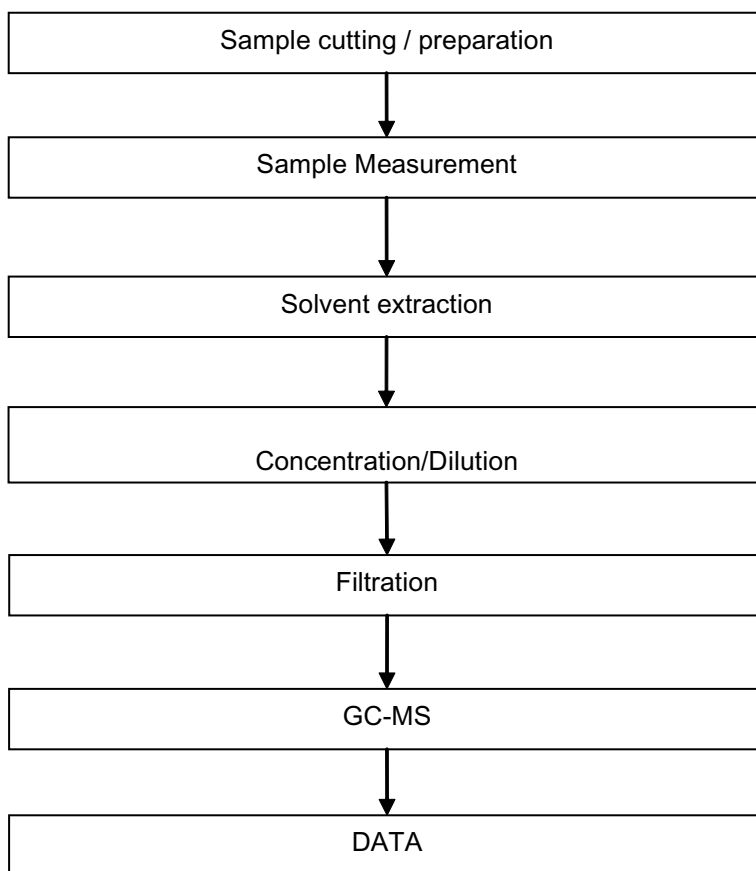 Sample cutting / preparation
Sample Measurement
Solvent extraction
Concentration/Dilution
Filtration
GC-MS
DATA